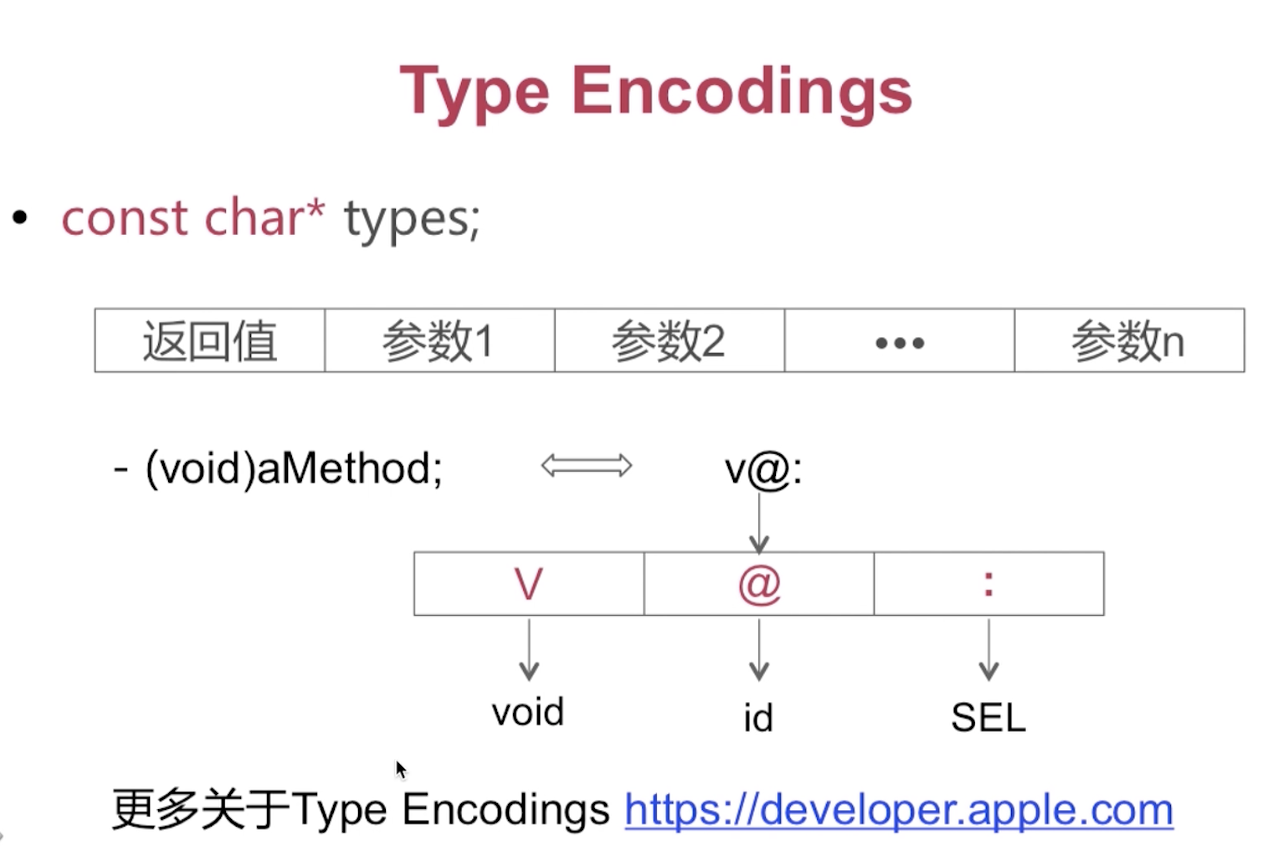 Type Encodings
• const char* types;
返回值 参数1 参数2 ••• 参数n
- (void)aMethod; v@:
V @ :
void id SEL
更多关于Type Encodings https://developer.apple.com